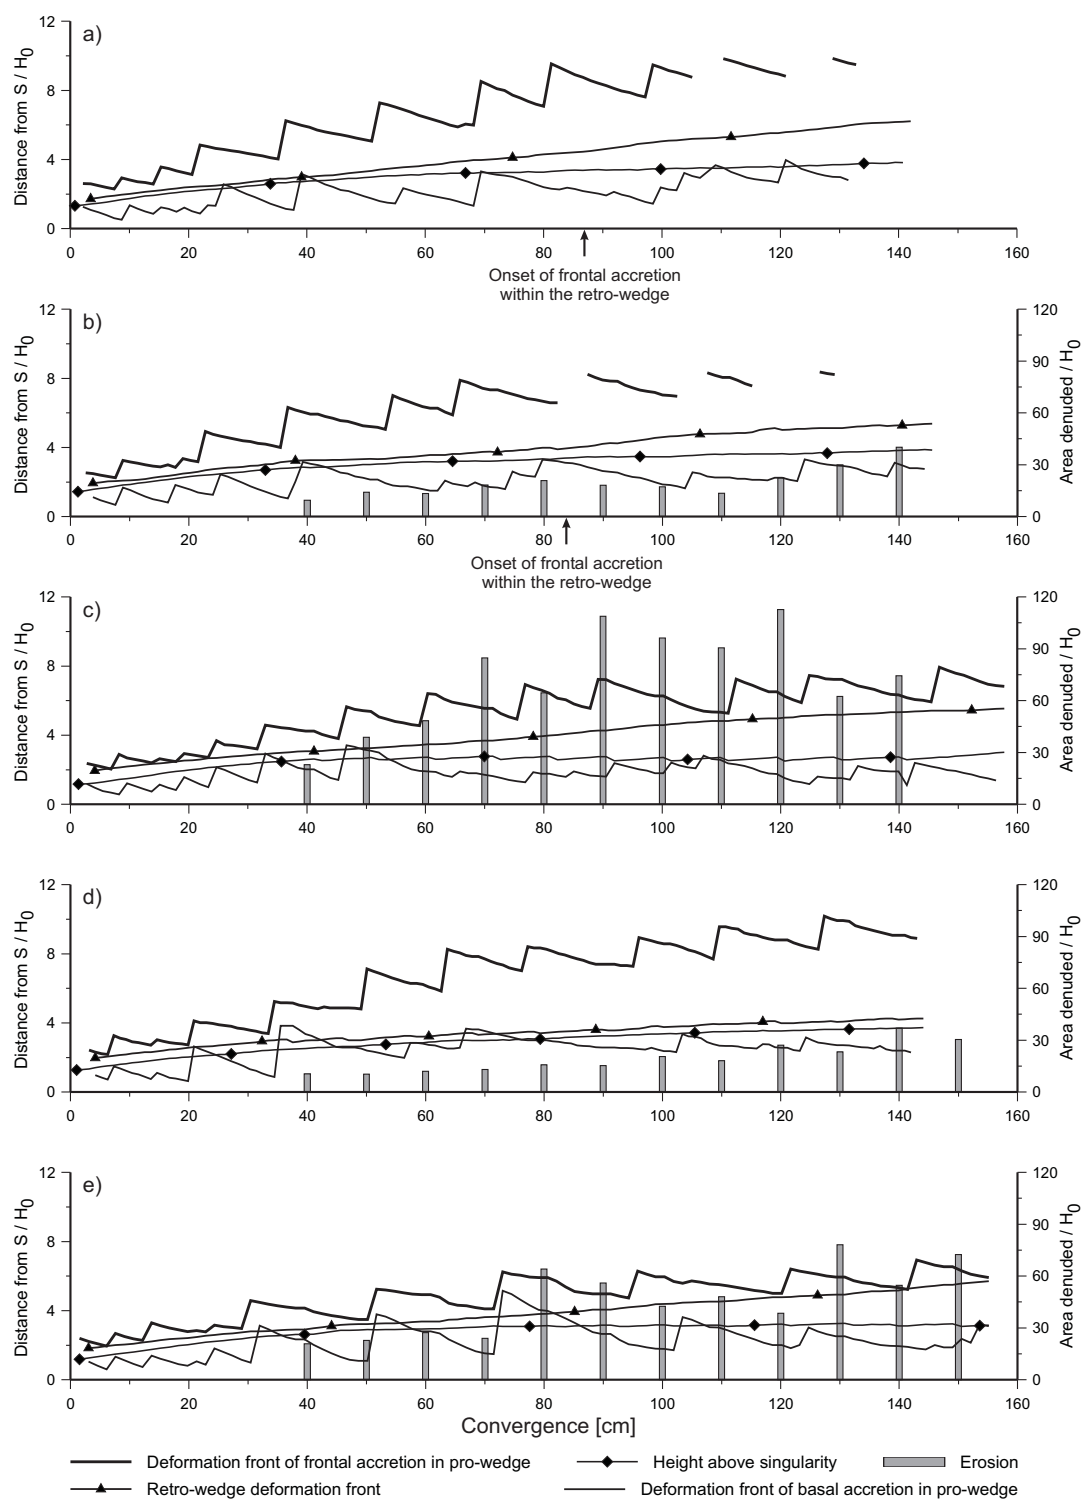 a)
Distance from S / H0
12
8
4
0
0 20 40 60 80 100 120 140 160
Onset of frontal accretion
within the retro-wedge
b)
Distance from S / H0
12
8
4
0
Area denuded / H0
120
90
60
30
0
0 20 40 60 80 100 120 140 160
Onset of frontal accretion
within the retro-wedge
c)
Distance from S / H0
12
8
4
0
Area denuded / H0
120
90
60
30
0
0 20 40 60 80 100 120 140 160
d)
Distance from S / H0
12
8
4
0
Area denuded / H0
120
90
60
30
0
0 20 40 60 80 100 120 140 160
e)
Distance from S / H0
12
8
4
0
Area denuded / H0
120
90
60
30
0
0 20 40 60 80 100 120 140 160
Convergence [cm]
Deformation front of frontal accretion in pro-wedge
Height above singularity
Erosion
Retro-wedge deformation front
Deformation front of basal accretion in pro-wedge